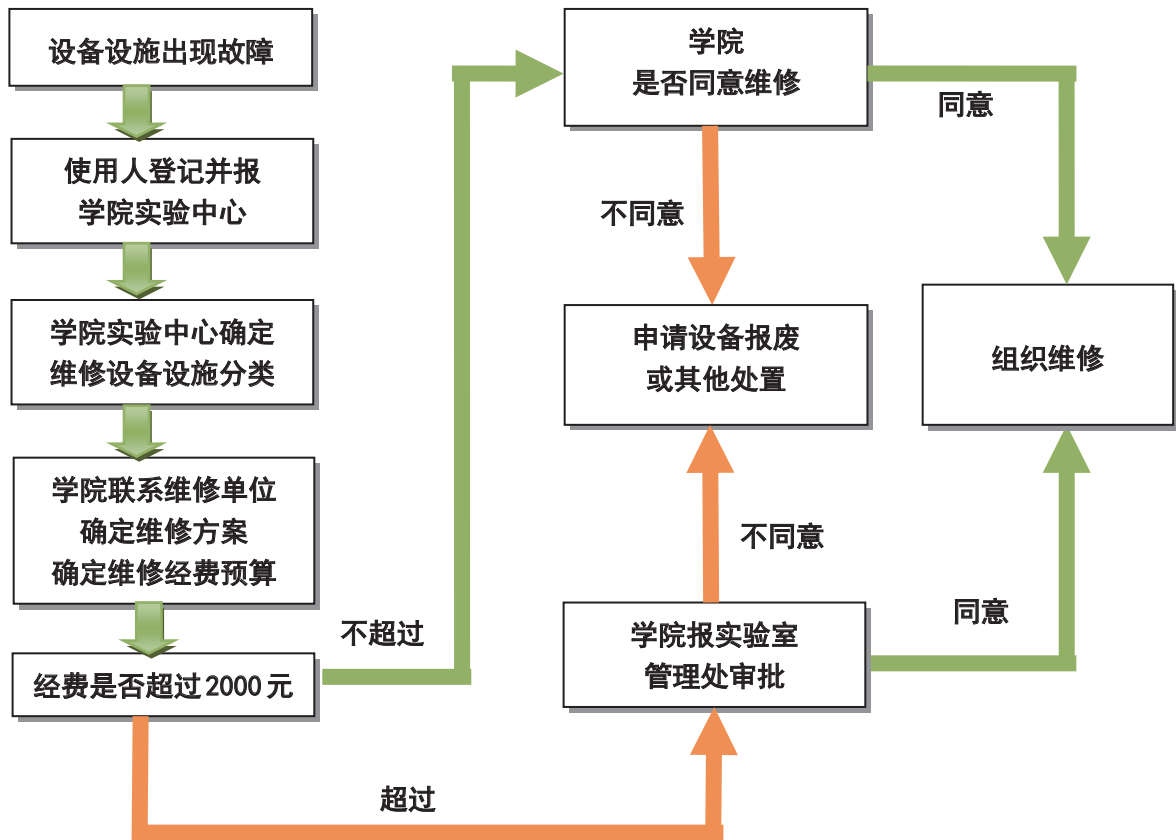 设备设施出现故障
使用人登记并报
学院实验中心
学院实验中心确定
维修设备设施分类
学院联系维修单位
确定维修方案
确定维修经费预算
经费是否超过2000元
不超过
超过
学院
是否同意维修
同意
不同意
申请设备报废
或其他处置
组织维修
不同意
学院报实验室
管理处审批
同意